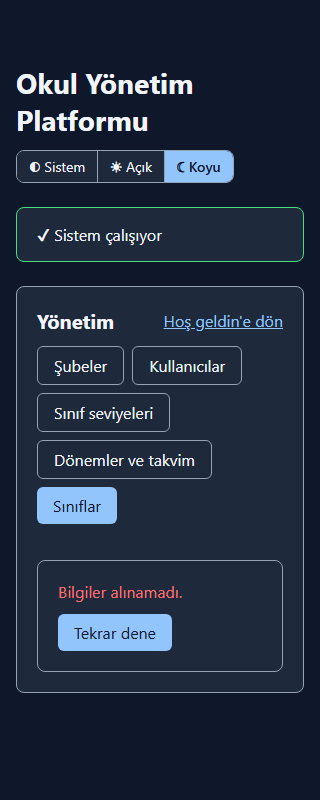 Okul Yönetim
Platformu
◐ Sistem ☀ Açık ☾ Koyu
✓ Sistem çalışıyor
Yönetim Hoş geldin'e dön
Şubeler Kullanıcılar
Sınıf seviyeleri
Dönemler ve takvim
Sınıflar
Bilgiler alınamadı.
Tekrar dene